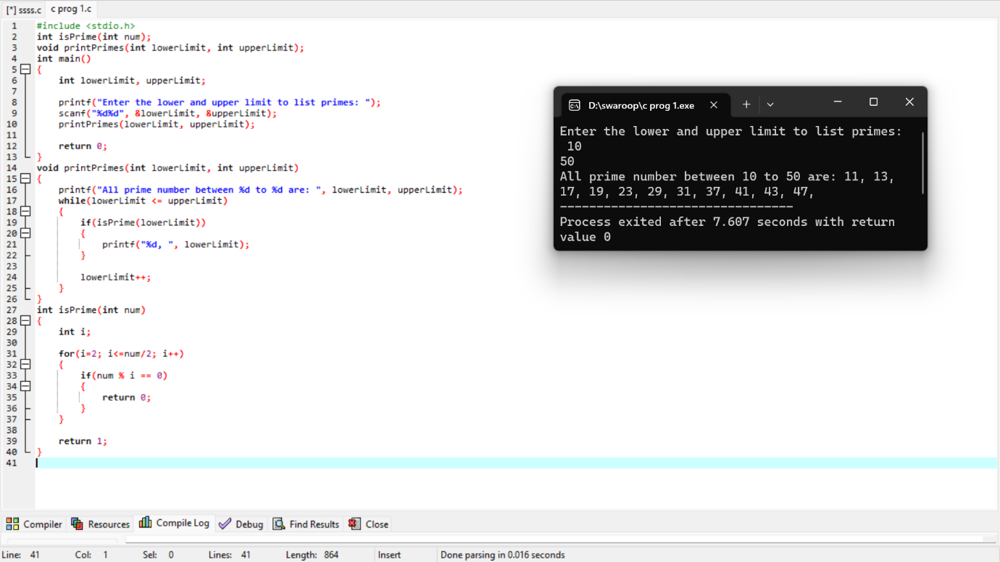 [*] ssss.c c prog 1.c
1 #include <stdio.h>
2 int isPrime(int num);
3 void printPrimes(int lowerLimit, int upperLimit);
4 int main()
5 {
6 int lowerLimit, upperLimit;
7
8 printf("Enter the lower and upper limit to list primes: ");
9 scanf("%d%d", &lowerLimit, &upperLimit);
10 printPrimes(lowerLimit, upperLimit);
11
12 return 0;
13 }
14 void printPrimes(int lowerLimit, int upperLimit)
15 {
16 printf("All prime number between %d to %d are: ", lowerLimit, upperLimit);
17 while(lowerLimit <= upperLimit)
18 {
19 if(isPrime(lowerLimit))
20 {
21 printf("%d, ", lowerLimit);
22 }
23
24 lowerLimit++;
25 }
26 }
27 int isPrime(int num)
28 {
29 int i;
30
31 for(i=2; i<=num/2; i++)
32 {
33 if(num % i == 0)
34 {
35 return 0;
36 }
37 }
38
39 return 1;
40 }
41
D:\swaroop\c prog 1.exe
Enter the lower and upper limit to list primes:
10
50
All prime number between 10 to 50 are: 11, 13,
17, 19, 23, 29, 31, 37, 41, 43, 47,
--------------------------------
Process exited after 7.607 seconds with return
value 0
Compiler Resources Compile Log Debug Find Results Close
Line: 41 Col: 1 Sel: 0 Lines: 41 Length: 864 Insert Done parsing in 0.016 seconds